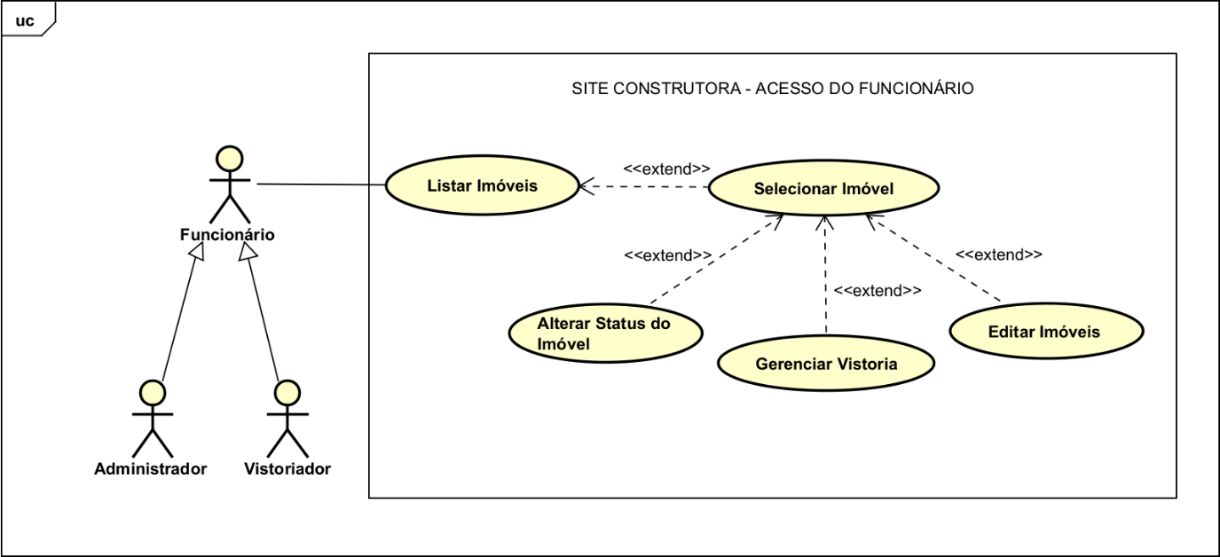 uc
SITE CONSTRUTORA - ACESSO DO FUNCIONÁRIO
<<extend>>
Listar Imóveis
Selecionar Imóvel
Funcionário
<<extend>>
<<extend>>
<<extend>>
Alterar Status do
Imóvel
Editar Imóveis
Gerenciar Vistoria
Administrador
Vistoriador